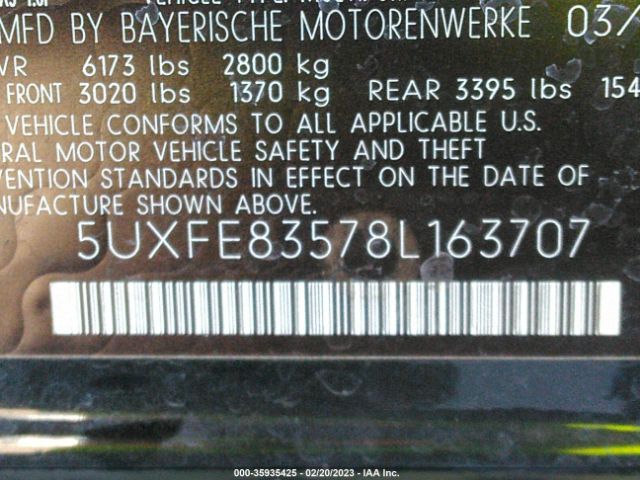 MFD BY BAYERISCHE MOTORENWERKE 03/
VR 6173 lbs 2800 kg
FRONT 3020 lbs 1370 kg REAR 3395 lbs 154
VEHICLE CONFORMS TO ALL APPLICABLE U.S.
RAL MOTOR VEHICLE SAFETY AND THEFT
VENTION STANDARDS IN EFFECT ON THE DATE OF
NUFACTURE SHOWN ABOVE.
5UXFE83578L163707
000-35935425 - 02/20/2023 - IAA Inc.